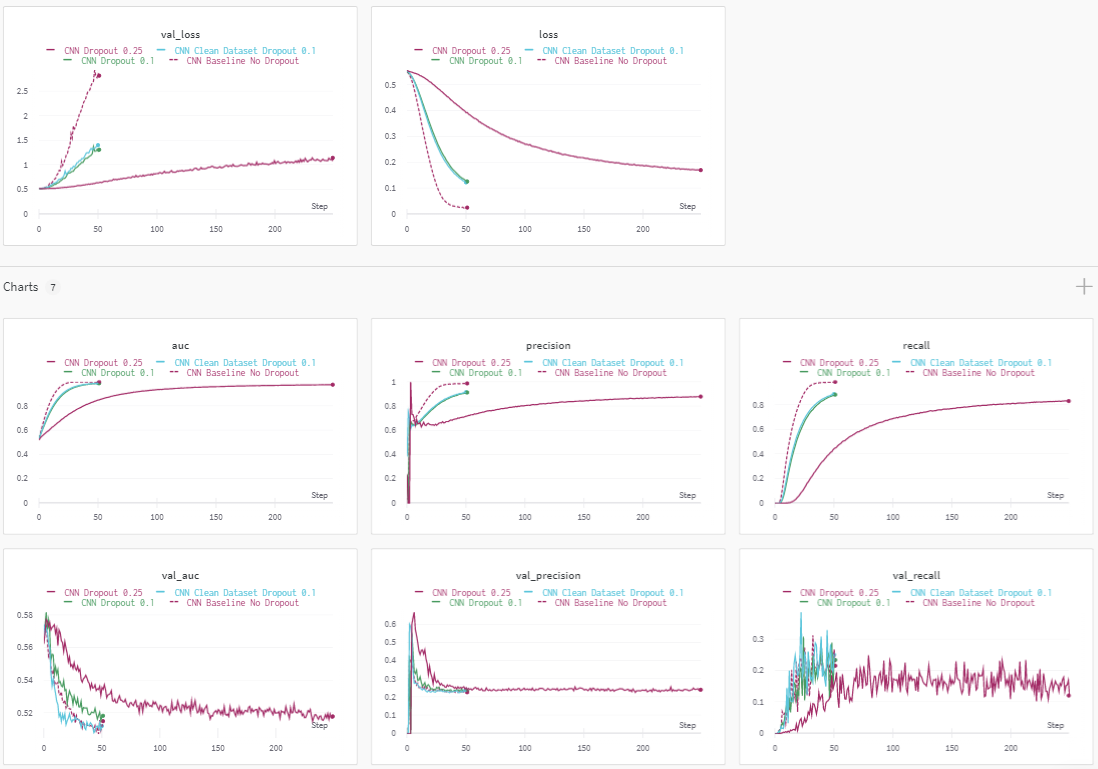 val_loss
CNN Dropout 0.25 CNN Clean Dataset Dropout 0.1
CNN Dropout 0.1 CNN Baseline No Dropout
2.5
2
1.5
1
0.5
0
Step
0 50 100 150 200
loss
CNN Dropout 0.25 CNN Clean Dataset Dropout 0.1
CNN Dropout 0.1 CNN Baseline No Dropout
0.5
0.4
0.3
0.2
0.1
0
Step
0 50 100 150 200
Charts 7
auc
CNN Dropout 0.25 CNN Clean Dataset Dropout 0.1
CNN Dropout 0.1 CNN Baseline No Dropout
0.8
0.6
0.4
0.2
0
Step
0 50 100 150 200
precision
CNN Dropout 0.25 CNN Clean Dataset Dropout 0.1
CNN Dropout 0.1 CNN Baseline No Dropout
1
0.8
0.6
0.4
0.2
0
Step
0 50 100 150 200
recall
CNN Dropout 0.25 CNN Clean Dataset Dropout 0.1
CNN Dropout 0.1 CNN Baseline No Dropout
0.8
0.6
0.4
0.2
0
Step
0 50 100 150 200
val_auc
CNN Dropout 0.25 CNN Clean Dataset Dropout 0.1
CNN Dropout 0.1 CNN Baseline No Dropout
0.58
0.56
0.54
0.52
Step
0 50 100 150 200
val_precision
CNN Dropout 0.25 CNN Clean Dataset Dropout 0.1
CNN Dropout 0.1 CNN Baseline No Dropout
0.6
0.5
0.4
0.3
0.2
0.1
0
Step
0 50 100 150 200
val_recall
CNN Dropout 0.25 CNN Clean Dataset Dropout 0.1
CNN Dropout 0.1 CNN Baseline No Dropout
0.3
0.2
0.1
0
Step
0 50 100 150 200